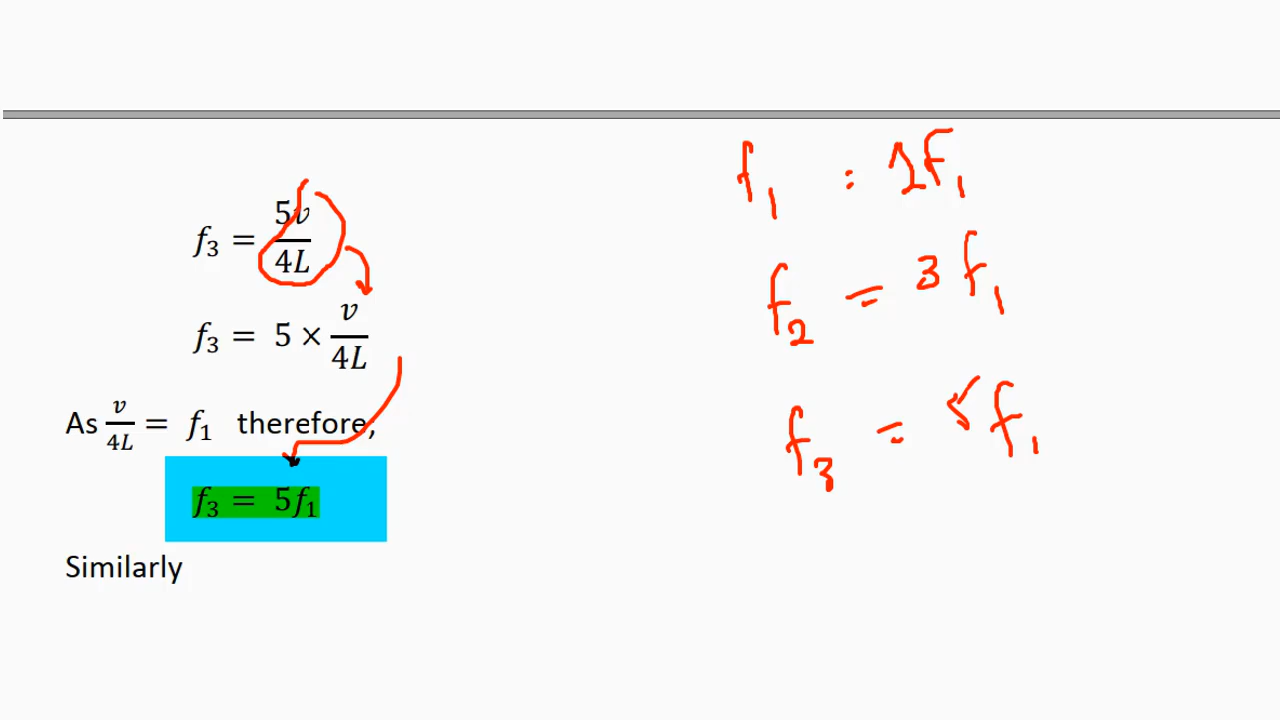 f₃ = 5v/4L
f₃ = 5 × v/4L
As v/4L = f₁ therefore,
f₃ = 5f₁
Similarly
f₁ = 1f₁
f₂ = 3f₁
f₃ = 5f₁